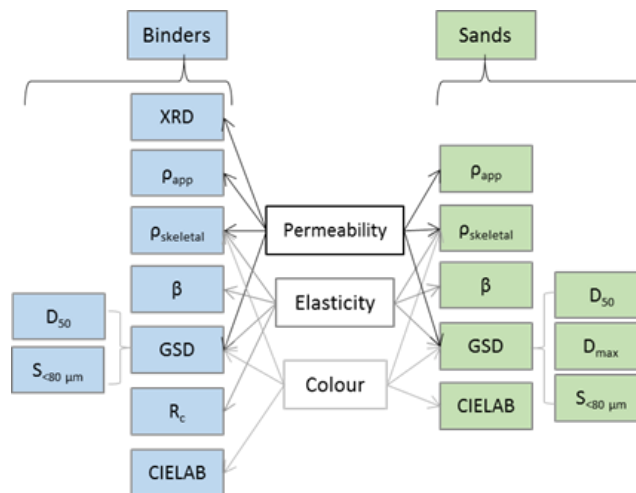 Binders
Sands
XRD
ρapp
ρapp
ρskeletal
Permeability
ρskeletal
β
Elasticity
β
D50
GSD
GSD
D50
Dmax
S<80 μm
Colour
S<80 μm
Rc
CIELAB
CIELAB